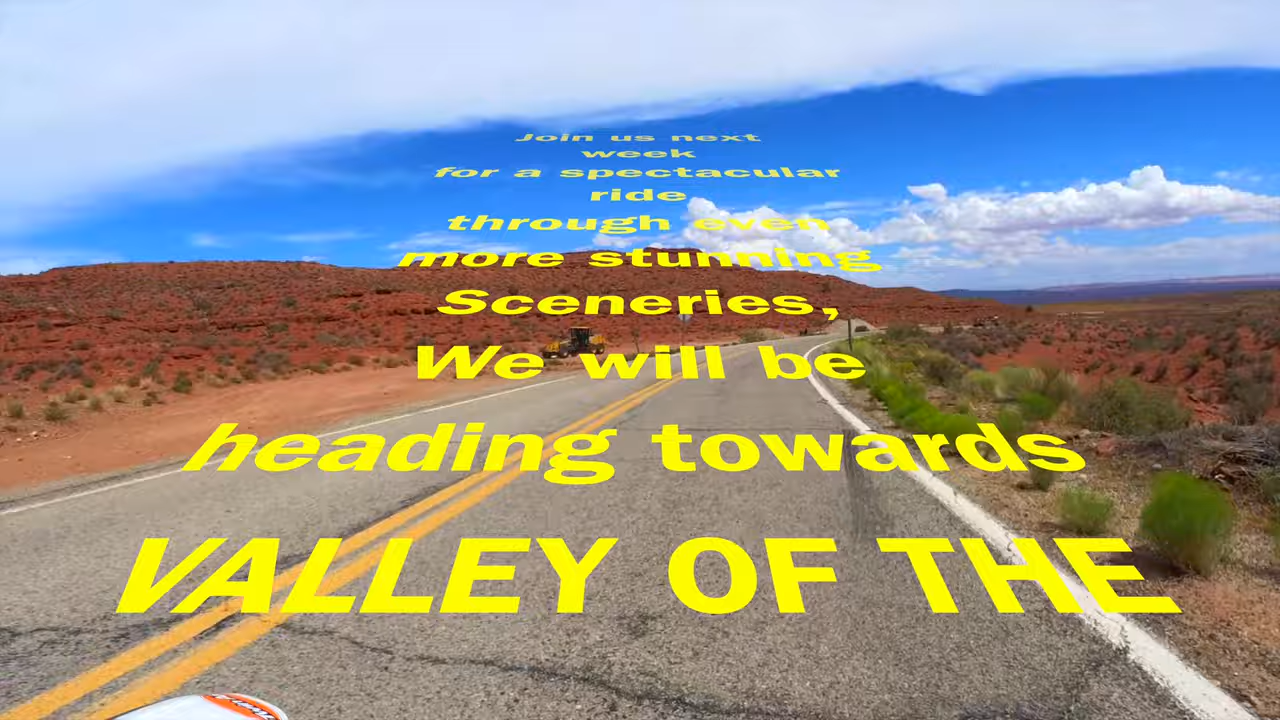 Join us next
week
for a spectacular
ride
through even
more stunning
Sceneries,
We will be
heading towards
VALLEY OF THE